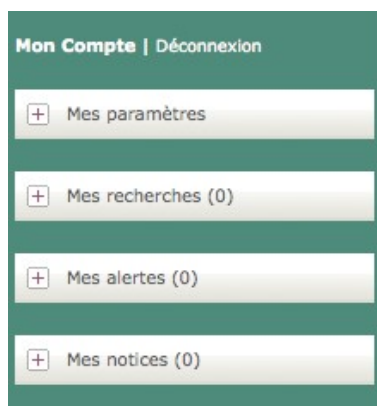 Mon Compte | Déconnexion
Mes paramètres
Mes recherches (0)
Mes alertes (0)
Mes notices (0)